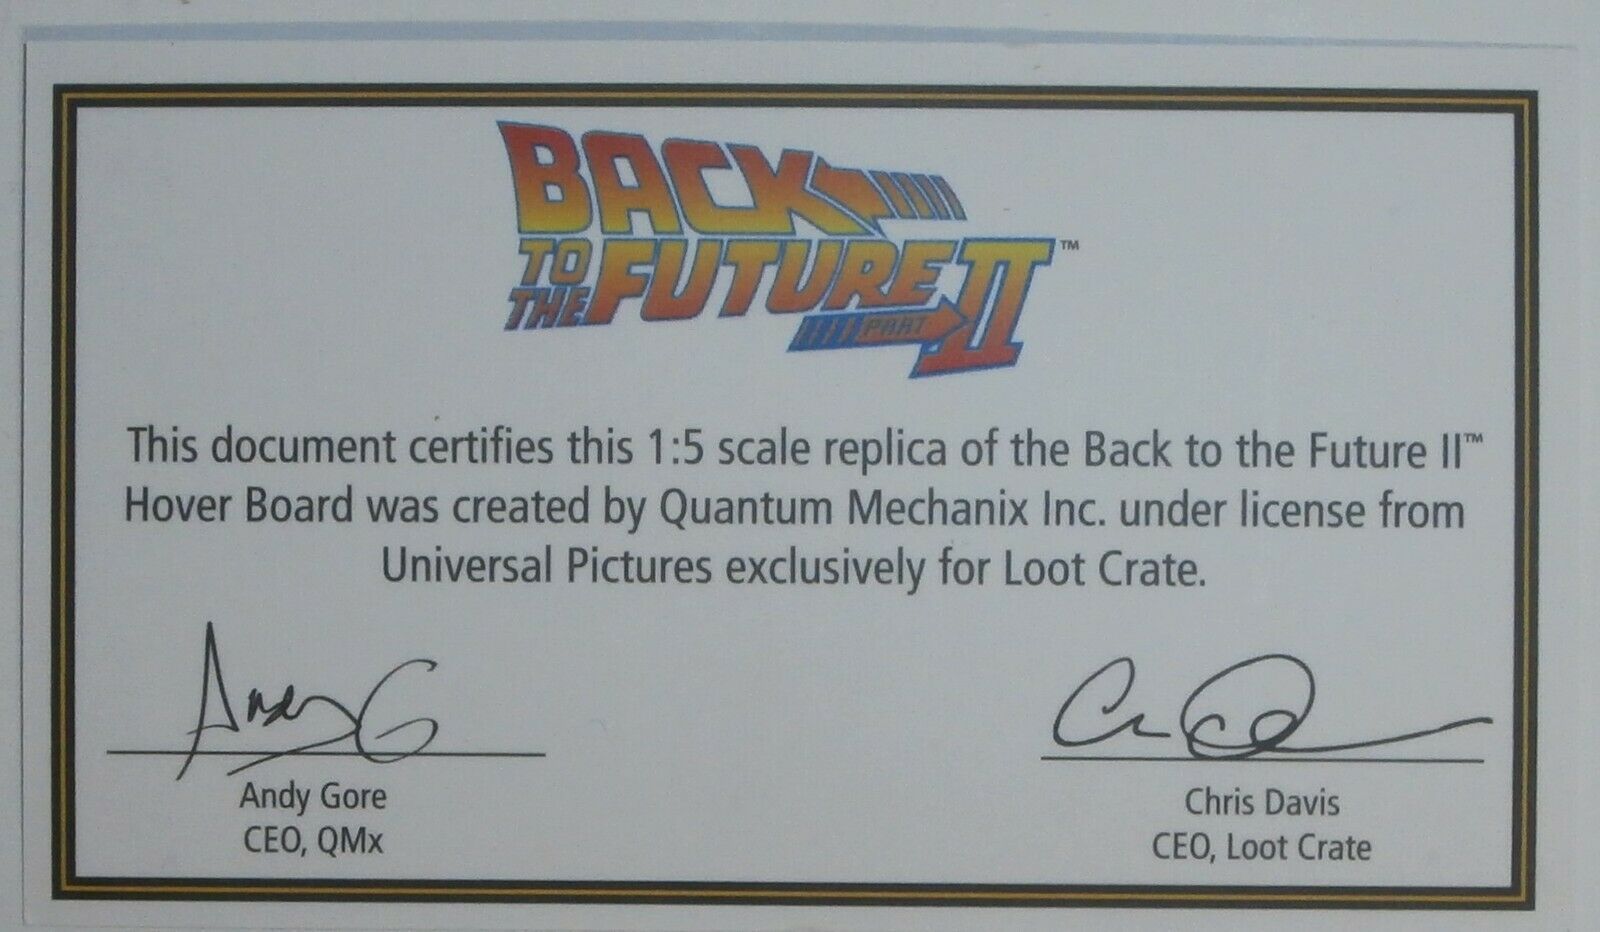 BACK
TO THE FUTURE
PART II™
This document certifies this 1:5 scale replica of the Back to the Future II™
Hover Board was created by Quantum Mechanix Inc. under license from
Universal Pictures exclusively for Loot Crate.
Andy G
Andy Gore
CEO, QMx
Chris Davis
CEO, Loot Crate